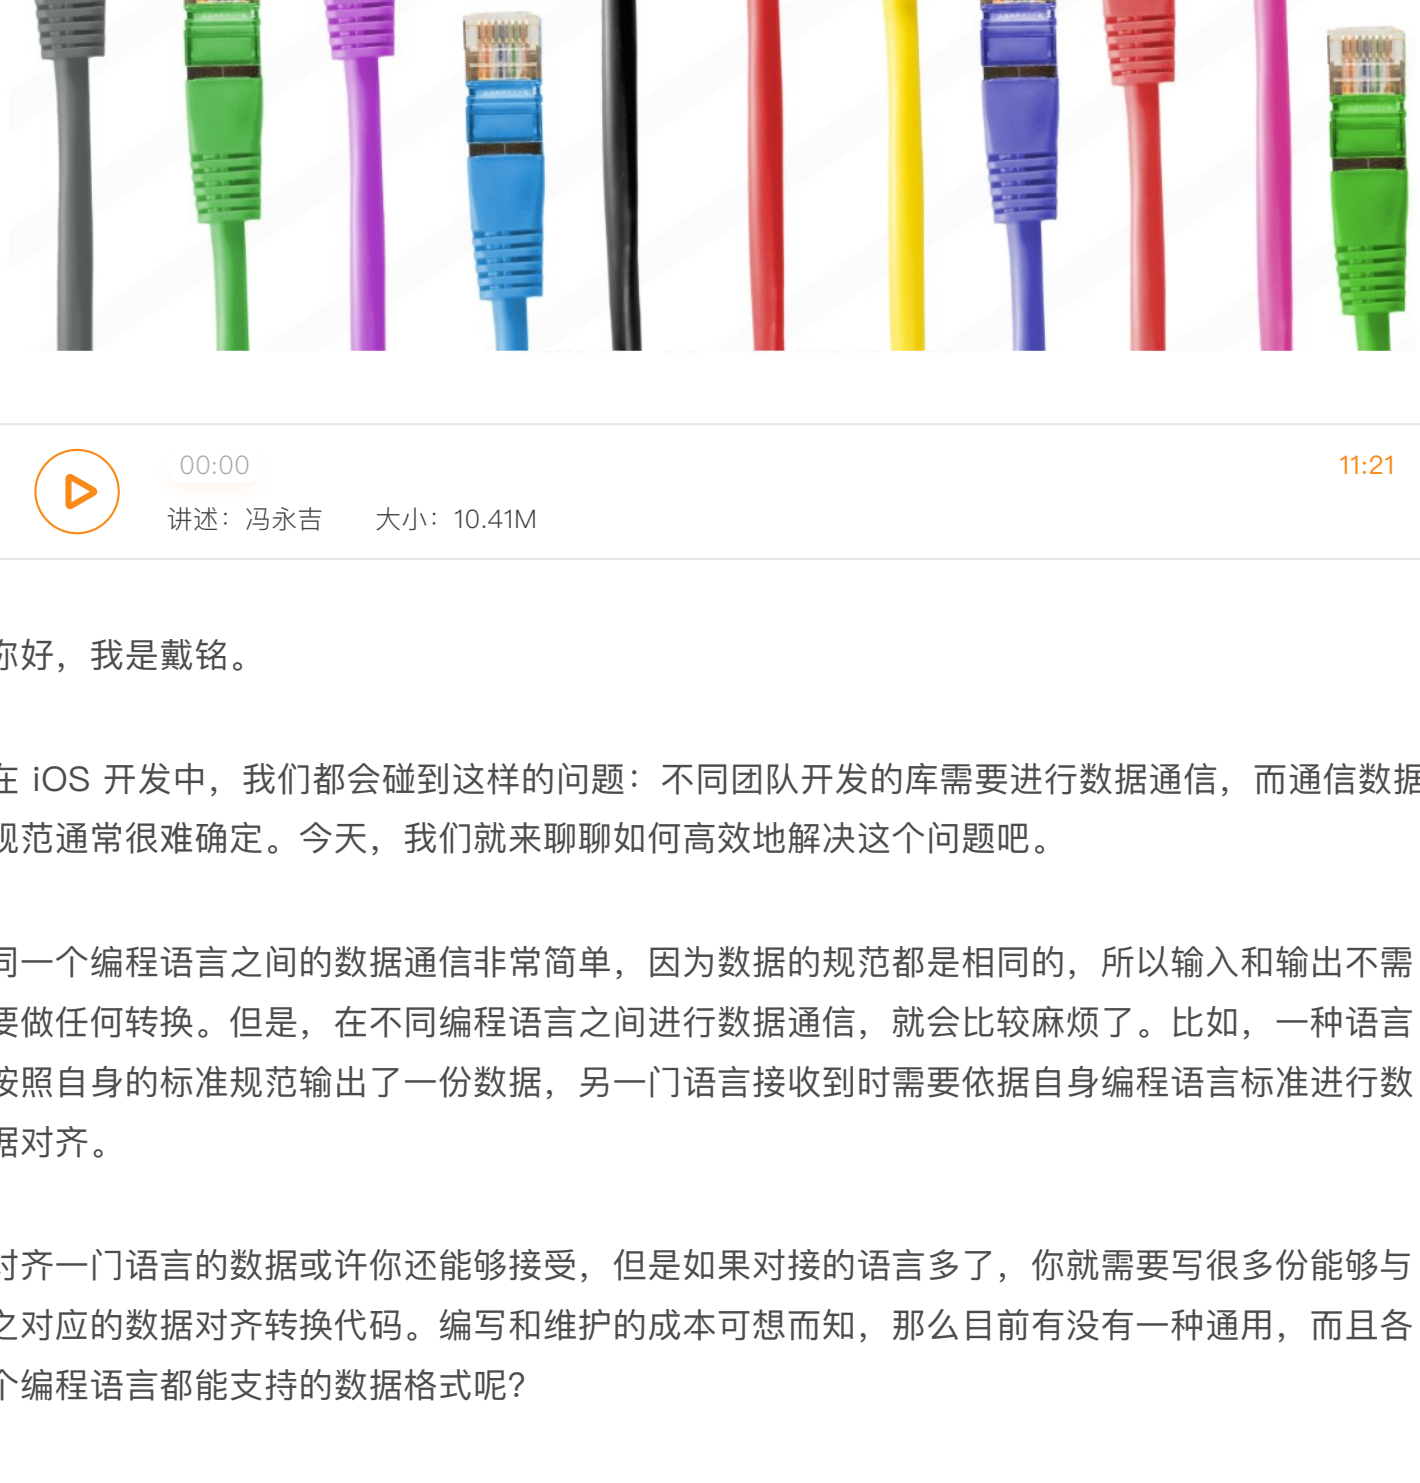 00:00
11:21
讲述：冯永吉 大小：10.41M
你好，我是戴铭。
在 iOS 开发中，我们都会碰到这样的问题：不同团队开发的库需要进行数据通信，而通信数据
规范通常很难确定。今天，我们就来聊聊如何高效地解决这个问题吧。
同一个编程语言之间的数据通信非常简单，因为数据的规范都是相同的，所以输入和输出不需
要做任何转换。但是，在不同编程语言之间进行数据通信，就会比较麻烦了。比如，一种语言
按照自身的标准规范输出了一份数据，另一门语言接收到时需要依据自身编程语言标准进行数
据对齐。
对齐一门语言的数据或许你还能够接受，但是如果对接的语言多了，你就需要写很多份能够与
之对应的数据对齐转换代码。编写和维护的成本可想而知，那么目前有没有一种通用，而且各
个编程语言都能支持的数据格式呢？